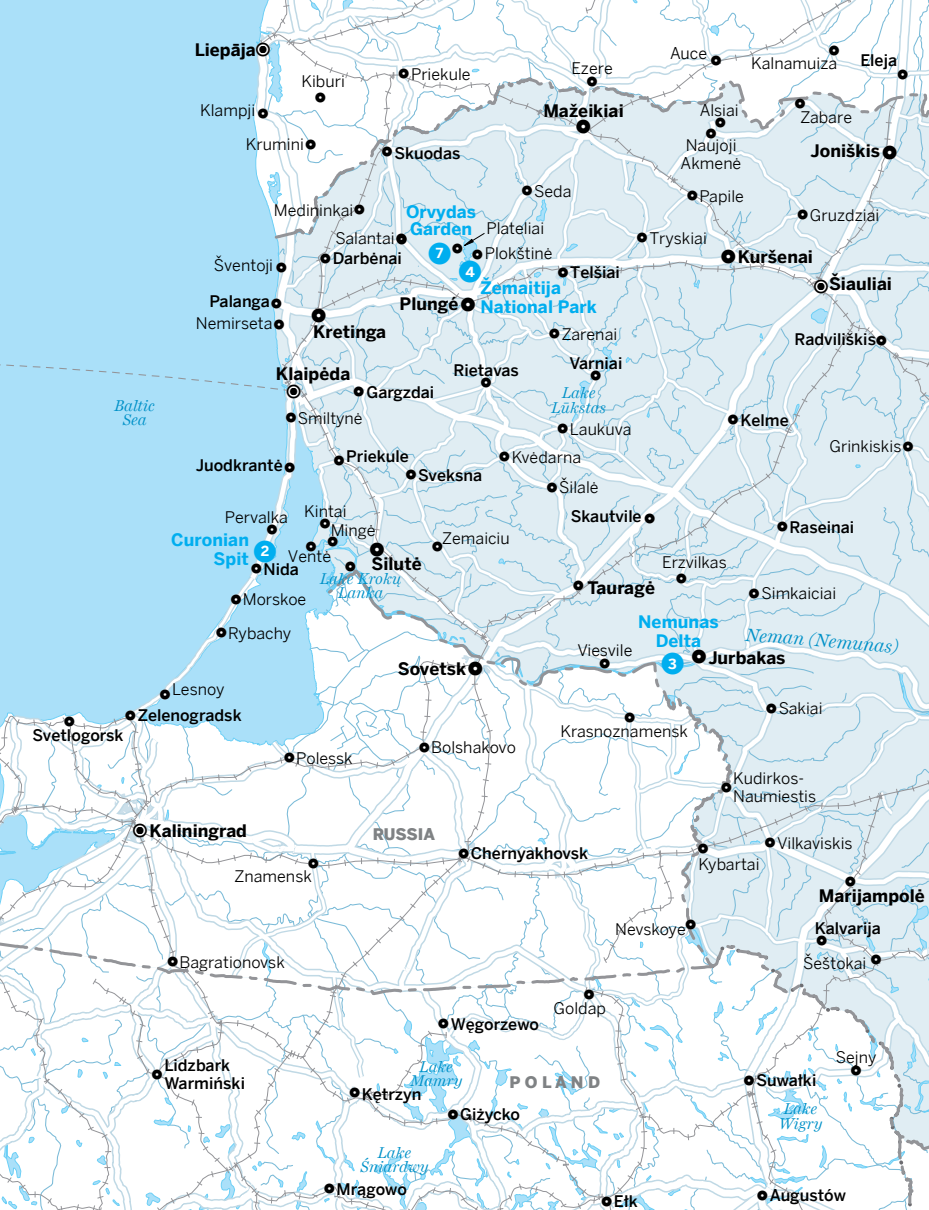 Liepāja
Kiburi
Priekule
Ezere
Auce
Kalnamuiza
Eleja
Klampji
Mažeikiai
Alsiai
Zabare
Krumini
Skuodas
Naujoji
Akmenė
Joniškis
Seda
Papile
Medininkai
Orvydas
Garden
Plateliai
Gruzdziai
Salantai
7
Plokštinė
Tryskiai
Darbėnai
Kuršenai
Šventoji
4
Telšiai
Šiauliai
Palanga
Plungė
Žemaitija
National Park
Nemirseta
Kretinga
Zarenai
Radviliškis
Klaipėda
Rietavas
Varniai
Gargzdai
Lake
Lūkstas
Baltic
Sea
Smiltynė
Laukuva
Kelme
Grinkiskis
Juodkrantė
Priekule
Kvėdarna
Sveksna
Šilalė
Pervalka
Kintai
Skautvile
Raseinai
Curonian
Spit
2
Mingė
Ventė
Zemaiciu
Nida
Šilutė
Erzvilkas
Lake Krokų
Lanka
Tauragė
Simkaiciai
Morskoe
Nemunas
Delta
Rybachy
Neman (Nemunas)
Viesvile
3
Jurbakas
Sovetsk
Lesnoy
Zelenogradsk
Sakiai
Svetlogorsk
Krasnoznamensk
Polessk
Bolshakovo
Kudirkos-
Naumiestis
Kaliningrad
RUSSIA
Vilkaviskis
Chernyakhovsk
Kybartai
Znamensk
Marijampolė
Nevskoye
Kalvarija
Bagrationovsk
Šeštokai
Goldap
Węgorzewo
Lidzbark
Warmiński
Lake
Mamry
POLAND
Sejny
Suwałki
Kętrzyn
Giżycko
Lake
Wigry
Lake
Śniardwy
Mrągowo
Ełk
Augustów